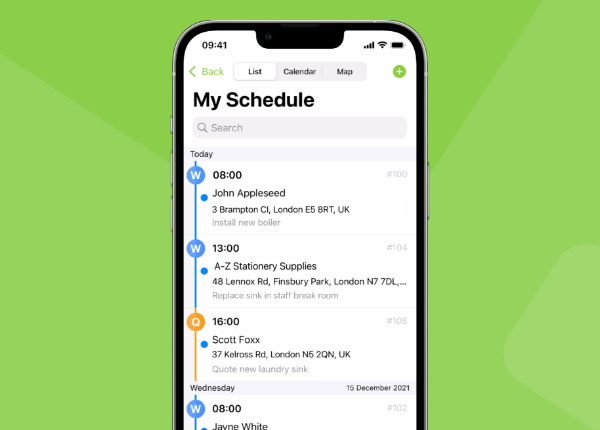 09:41
Back List Calendar Map
My Schedule
Search
Today
W 08:00 #100
John Appleseed
3 Brampton Cl, London E5 8RT, UK
Install new boiler
W 13:00 #104
A-Z Stationery Supplies
48 Lennox Rd, Finsbury Park, London N7 7DL,...
Replace sink in staff break room
Q 16:00 #108
Scott Foxx
37 Kelross Rd, London N5 2QN, UK
Quote new laundry sink
Wednesday 15 December 2021
W 08:00 #102
Jayne White